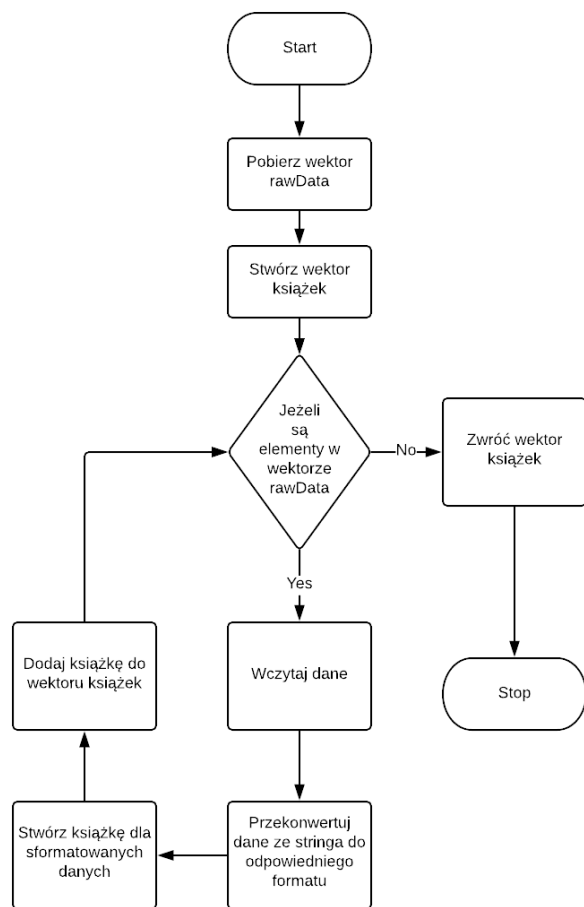 Start
Pobierz wektor
rawData
Stwórz wektor
książek
Jeżeli
są
elementy w
wektorze
rawData
No
Zwróć wektor
książek
Yes
Dodaj książkę do
wektoru książek
Wczytaj dane
Stop
Stwórz książkę dla
sformatowanych
danych
Przekonwertuj
dane ze stringa do
odpowiedniego
formatu